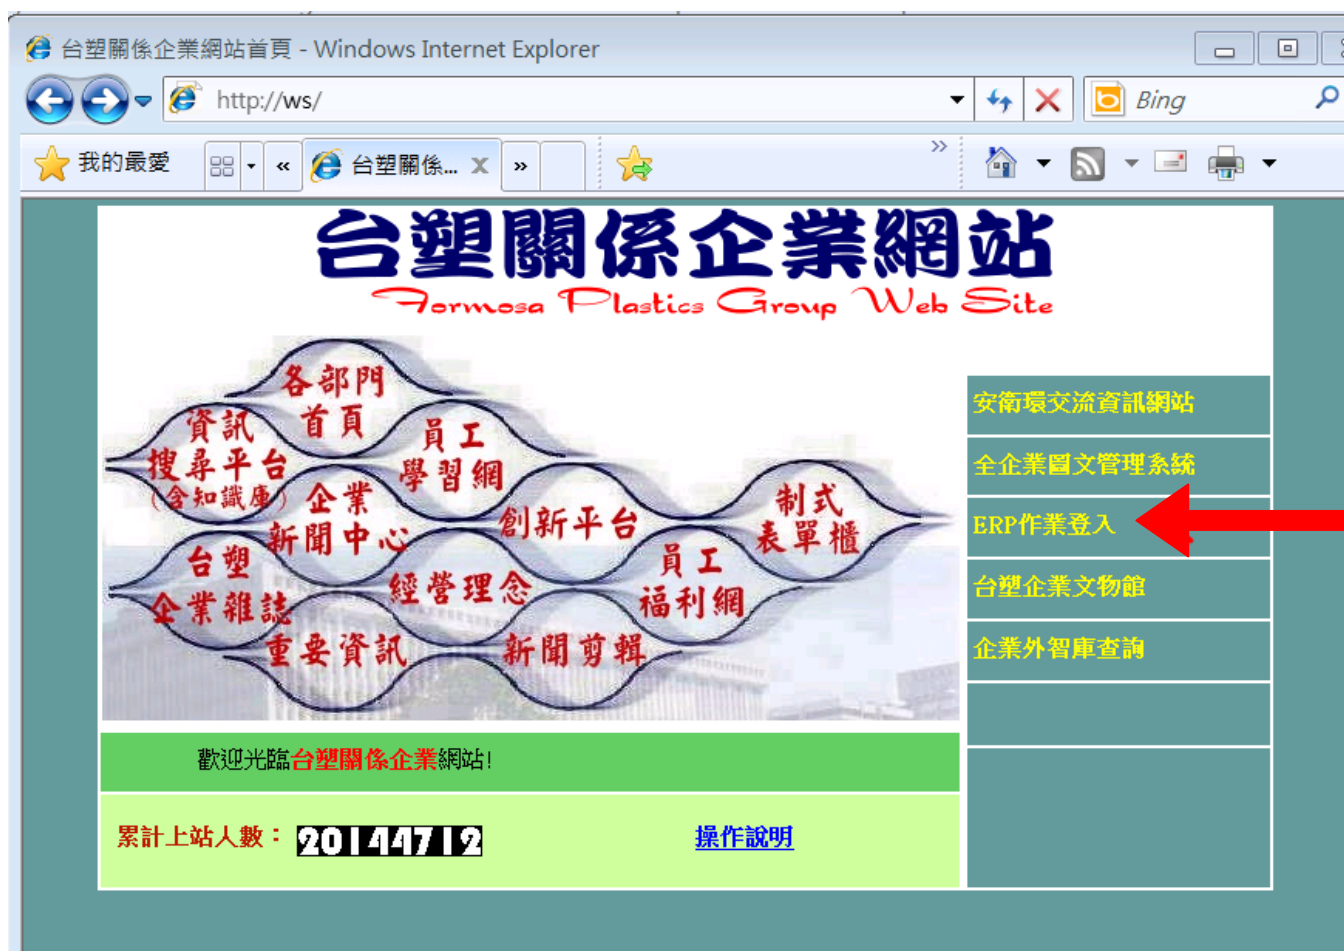 台塑關係企業網站首頁 - Windows Internet Explorer
http://ws/
Bing
我的最愛
台塑關係...
台塑關係企業網站
Formosa Plastics Group Web Site
各部門
首頁
資訊
搜尋平台
(含知識庫)
員工
學習網
企業
新聞中心
創新平台
制式
表單櫃
台塑
企業雜誌
經營理念
員工
福利網
重要資訊
新聞剪輯
安衛環交流資訊網站
全企業圖文管理系統
ERP作業登入
台塑企業文物館
企業外智庫查詢
歡迎光臨台塑關係企業網站!
累計上站人數： 20144712
操作說明